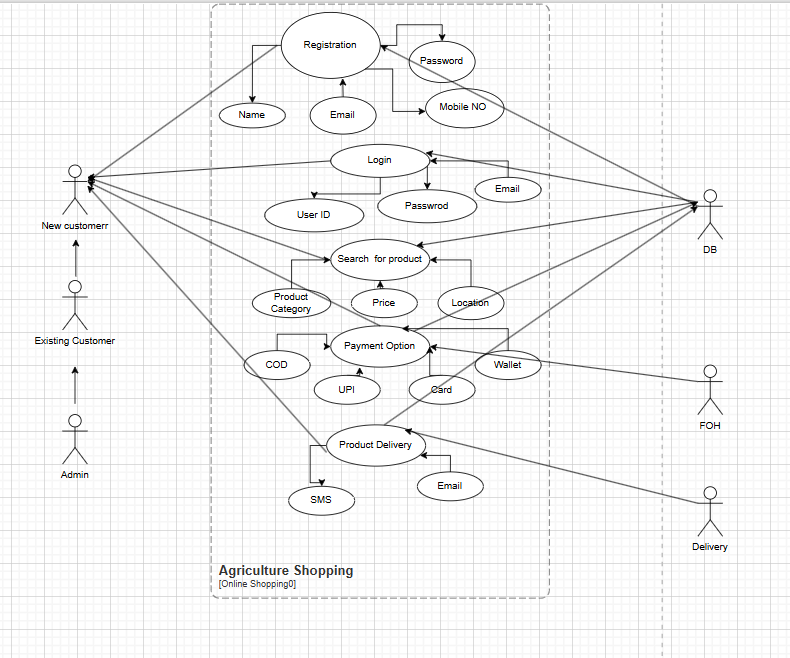 Registration
Password
Name
Email
Mobile NO
Login
Email
User ID
Passwrod
New customerr
DB
Search for product
Product
Category
Price
Location
Existing Customer
Payment Option
COD
Wallet
UPI
Card
FOH
Product Delivery
Admin
Email
SMS
Delivery
Agriculture Shopping
[Online Shopping0]